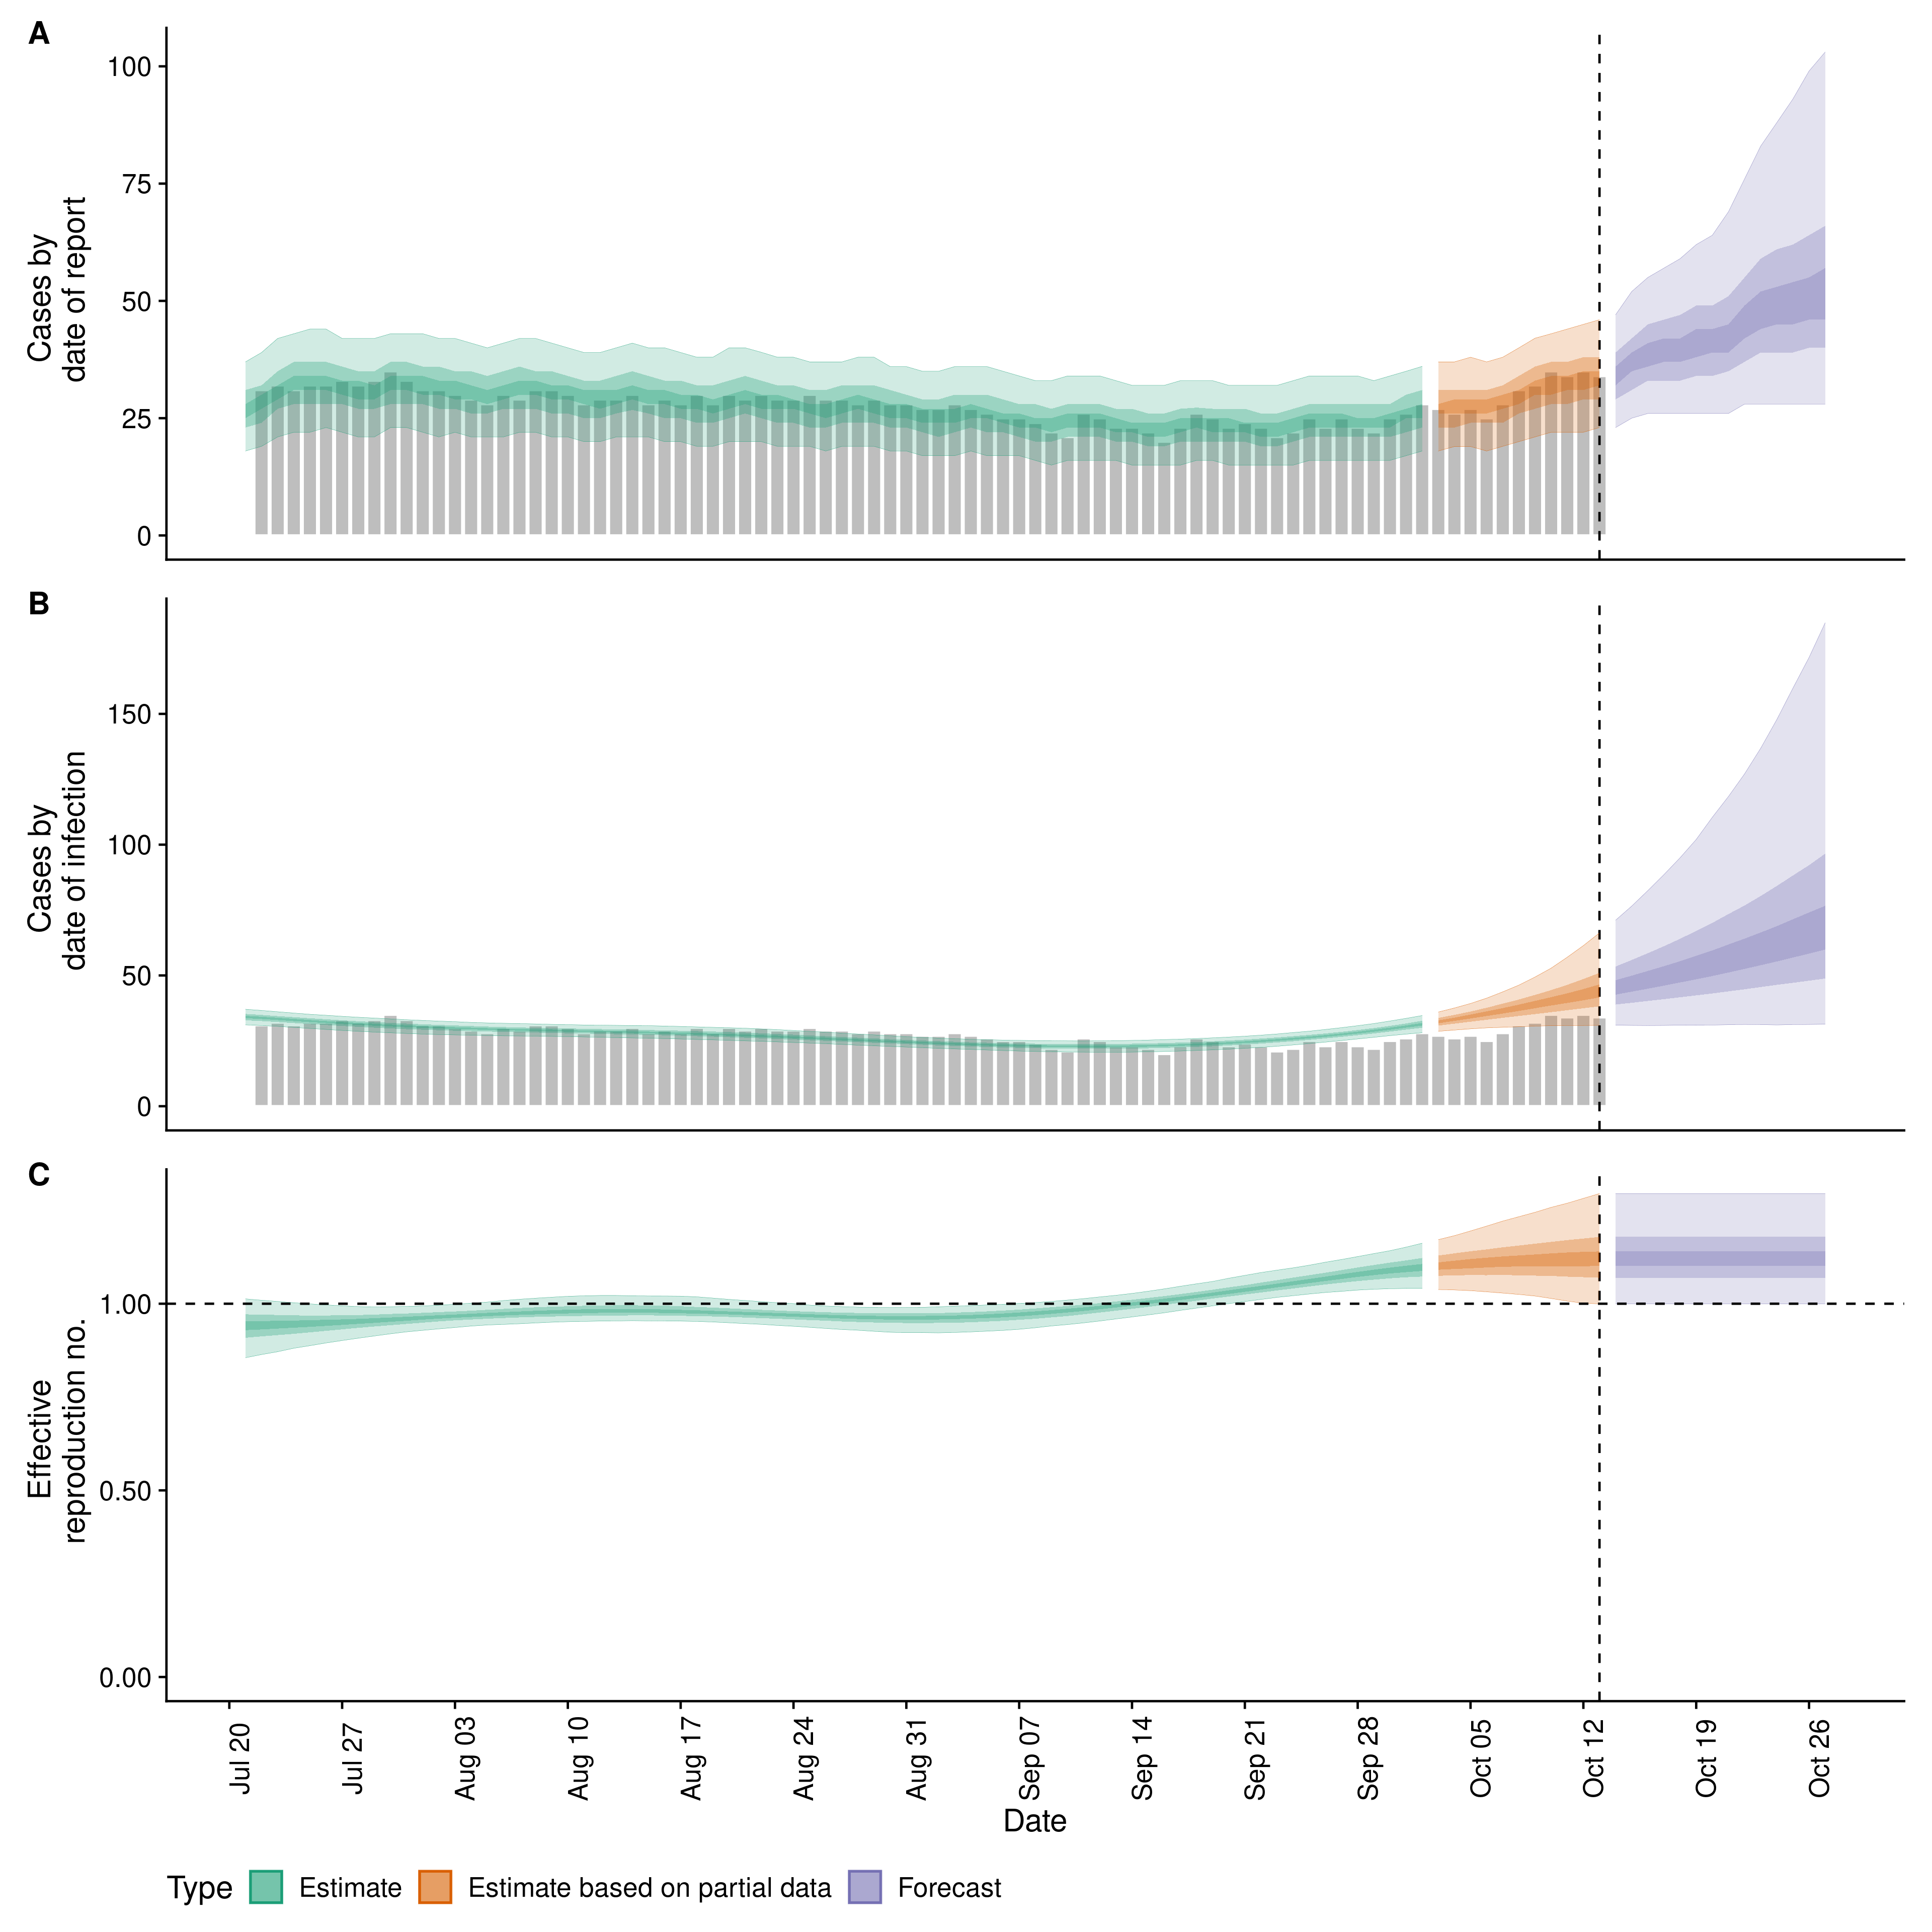 A
Cases by
date of report
100
75
50
25
0
B
Cases by
date of infection
150
100
50
0
C
Effective
reproduction no.
1.00
0.50
0.00
Jul 20
Jul 27
Aug 03
Aug 10
Aug 17
Aug 24
Aug 31
Sep 07
Sep 14
Sep 21
Sep 28
Oct 05
Oct 12
Oct 19
Oct 26
Date
Type Estimate Estimate based on partial data Forecast